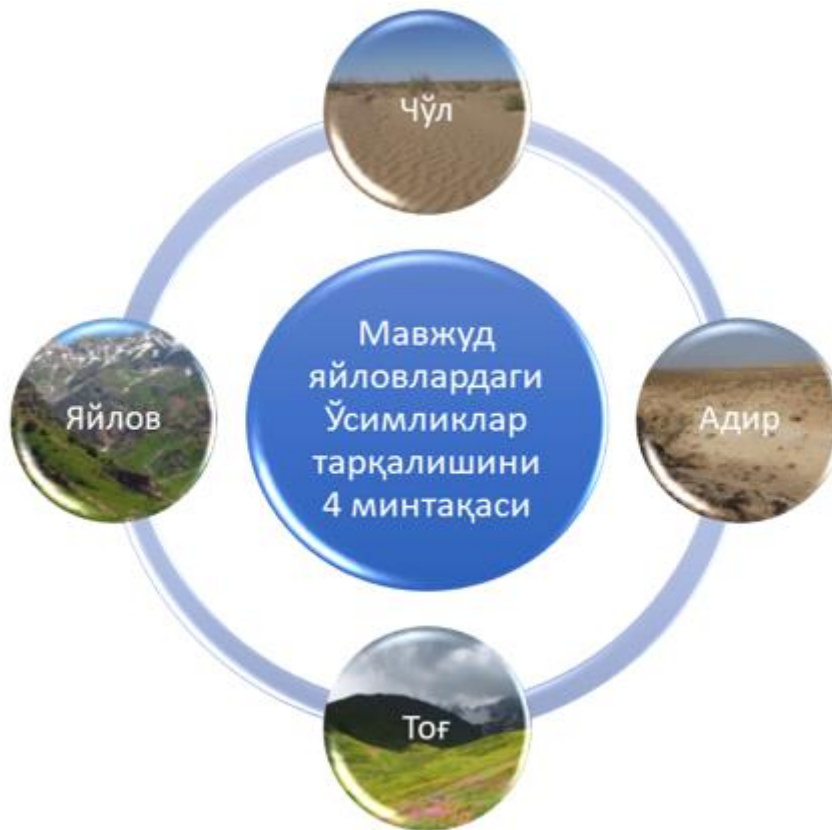 Чўл
Мавжуд
яйловлардаги
Ўсимликлар
тарқалишини
4 минтақаси
Яйлов
Адир
Тоғ